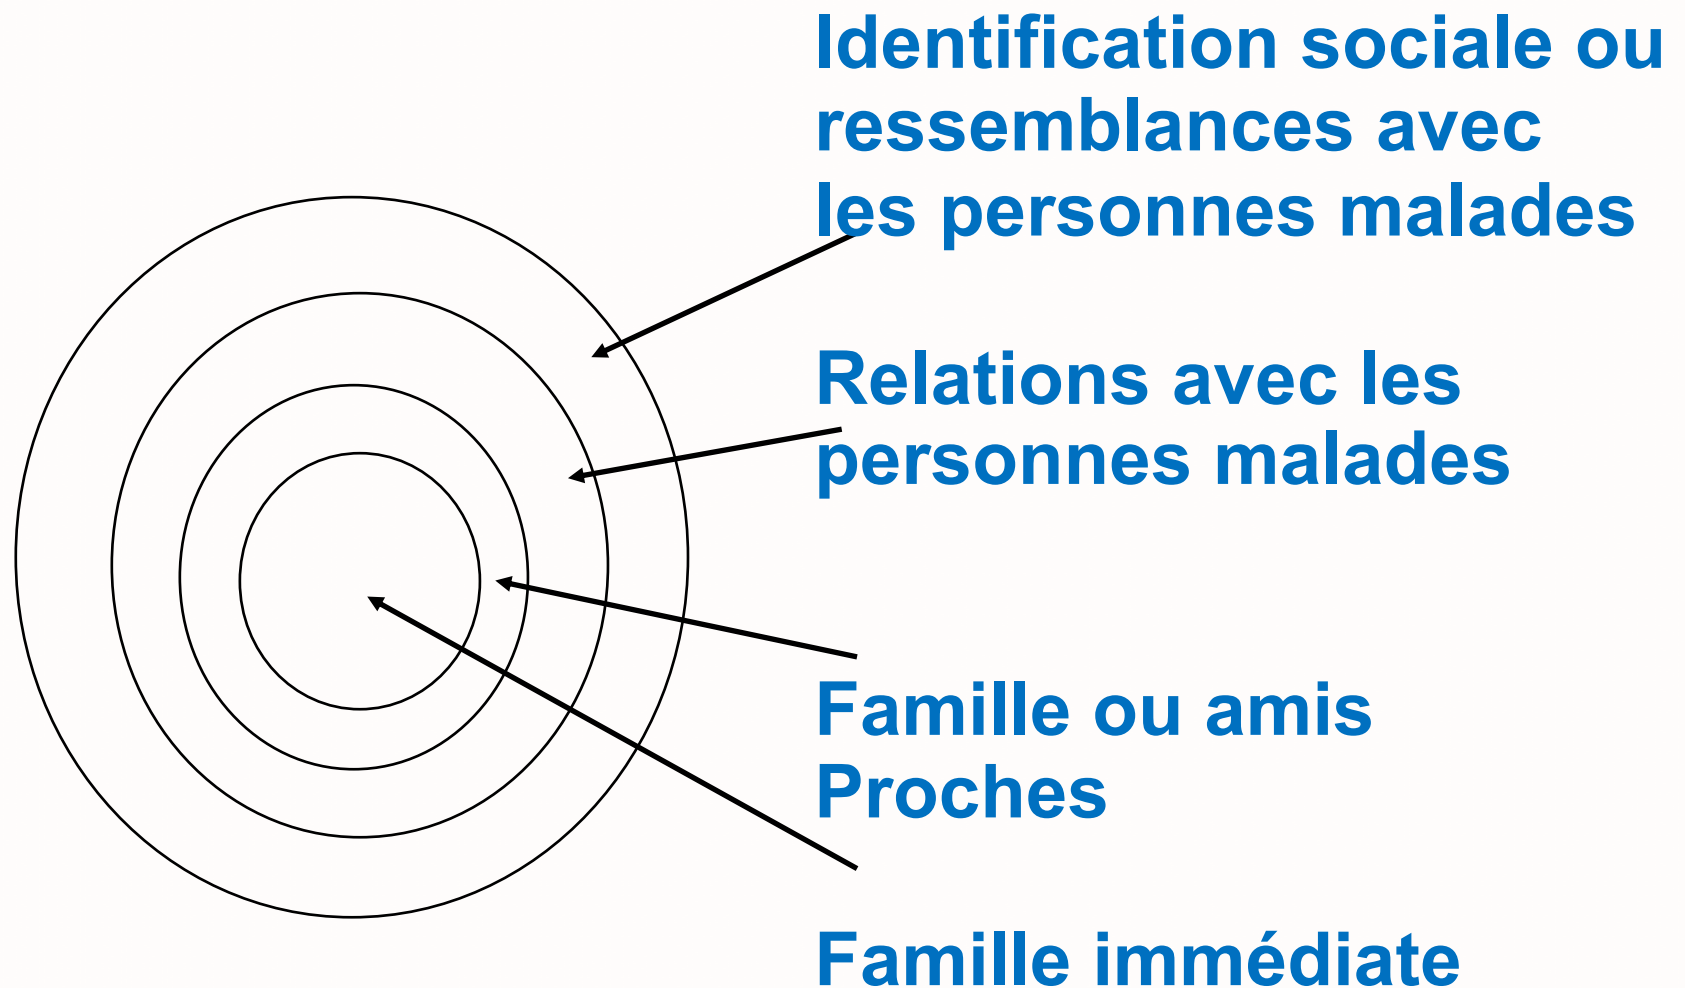 Identification sociale ou
ressemblances avec
les personnes malades
Relations avec les
personnes malades
Famille ou amis
Proches
Famille immédiate